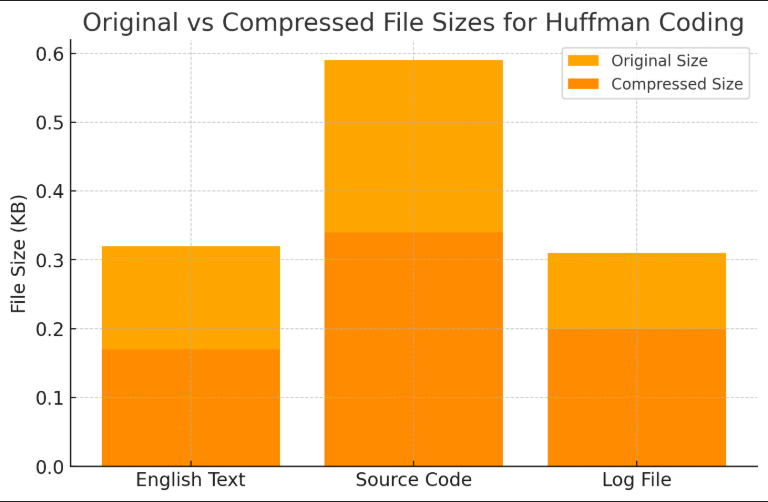 Original vs Compressed File Sizes for Huffman Coding
Original Size
Compressed Size
File Size (KB)
0.6
0.5
0.4
0.3
0.2
0.1
0.0
English Text
Source Code
Log File